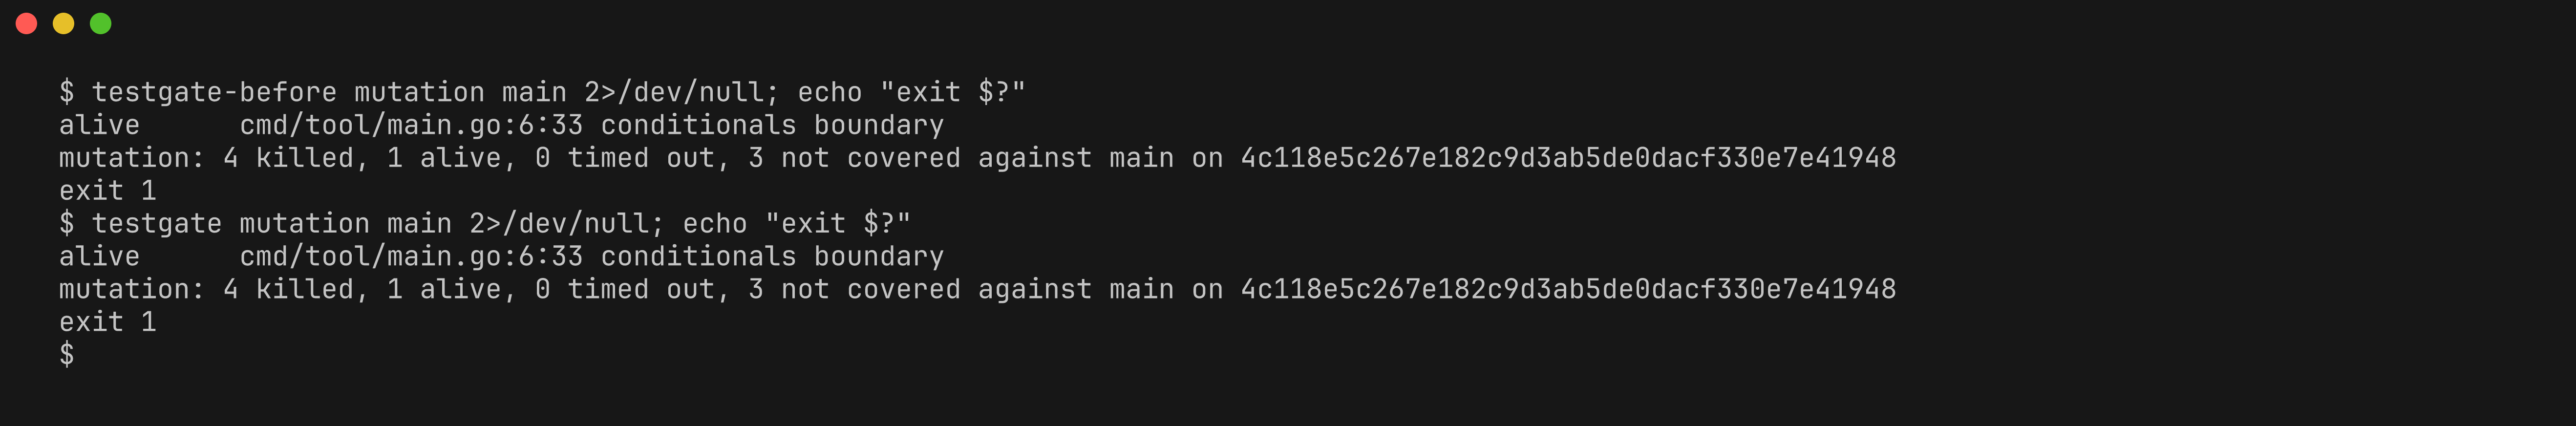 $ testgate-before mutation main 2>/dev/null; echo "exit $?"
alive      cmd/tool/main.go:6:33 conditionals boundary
mutation: 4 killed, 1 alive, 0 timed out, 3 not covered against main on 4c118e5c267e182c9d3ab5de0dacf330e7e41948
exit 1
$ testgate mutation main 2>/dev/null; echo "exit $?"
alive      cmd/tool/main.go:6:33 conditionals boundary
mutation: 4 killed, 1 alive, 0 timed out, 3 not covered against main on 4c118e5c267e182c9d3ab5de0dacf330e7e41948
exit 1
$